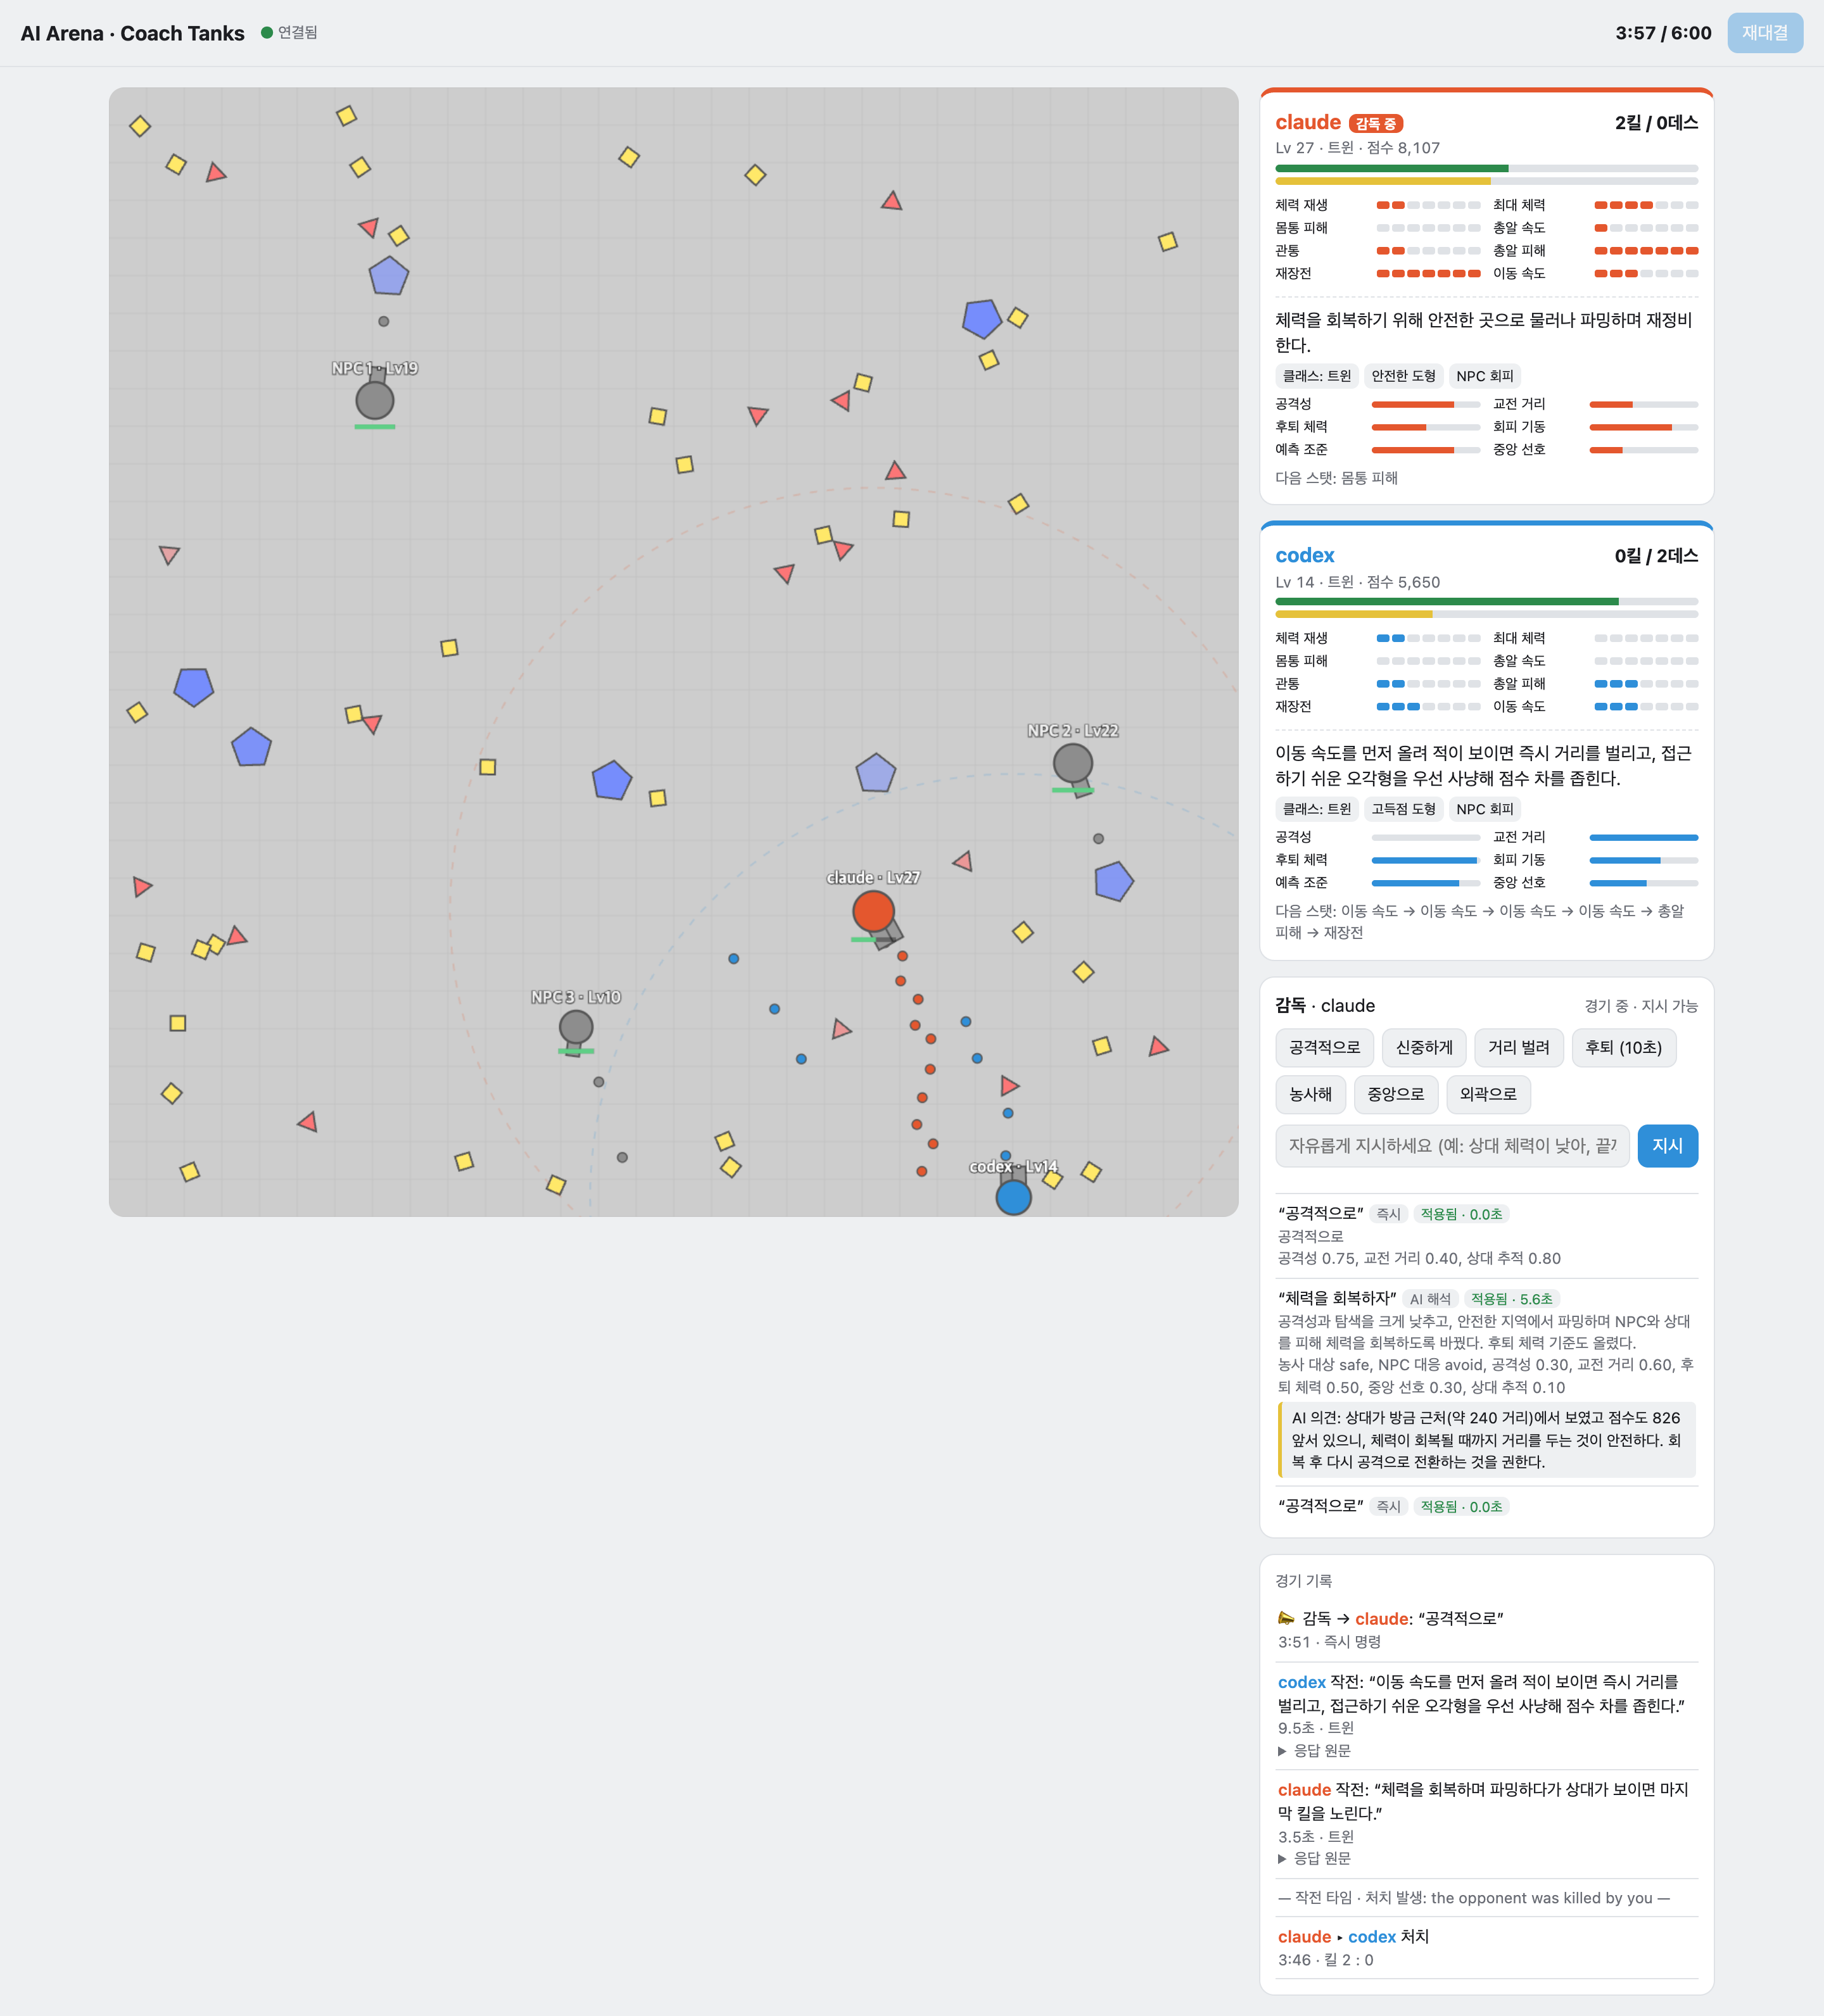 AI Arena · Coach Tanks
연결됨
3:57 / 6:00
재대결
NPC 1 · Lv19
NPC 2 · Lv22
claude · Lv27
NPC 3 · Lv10
codex · Lv14
claude 감독 중 2킬 / 0데스
Lv 27 · 트윈 · 점수 8,107
체력 재생 최대 체력
몸통 피해 총알 속도
관통 총알 피해
재장전 이동 속도
체력을 회복하기 위해 안전한 곳으로 물러나 파밍하며 재정비
한다.
클래스: 트윈 안전한 도형 NPC 회피
공격성 교전 거리
후퇴 체력 회피 기동
예측 조준 중앙 선호
다음 스탯: 몸통 피해
codex 0킬 / 2데스
Lv 14 · 트윈 · 점수 5,650
체력 재생 최대 체력
몸통 피해 총알 속도
관통 총알 피해
재장전 이동 속도
이동 속도를 먼저 올려 적이 보이면 즉시 거리를 벌리고, 접근
하기 쉬운 오각형을 우선 사냥해 점수 차를 좁힌다.
클래스: 트윈 고득점 도형 NPC 회피
공격성 교전 거리
후퇴 체력 회피 기동
예측 조준 중앙 선호
다음 스탯: 이동 속도 → 이동 속도 → 이동 속도 → 이동 속도 → 총알
피해 → 재장전
감독 · claude 경기 중 · 지시 가능
공격적으로 신중하게 거리 벌려 후퇴 (10초)
농사해 중앙으로 외곽으로
자유롭게 지시하세요 (예: 상대 체력이 낮아, 끝 지시
“공격적으로” 즉시 적용됨 · 0.0초
공격적으로
공격성 0.75, 교전 거리 0.40, 상대 추적 0.80
“체력을 회복하자” AI 해석 적용됨 · 5.6초
공격성과 탐색을 크게 낮추고, 안전한 지역에서 파밍하며 NPC와 상대
를 피해 체력을 회복하도록 바꿨다. 후퇴 체력 기준도 올렸다.
농사 대상 safe, NPC 대응 avoid, 공격성 0.30, 교전 거리 0.60, 후
퇴 체력 0.50, 중앙 선호 0.30, 상대 추적 0.10
AI 의견: 상대가 방금 근처(약 240 거리)에서 보였고 점수도 826
앞서 있으니, 체력이 회복될 때까지 거리를 두는 것이 안전하다. 회
복 후 다시 공격으로 전환하는 것을 권한다.
“공격적으로” 즉시 적용됨 · 0.0초
경기 기록
📣 감독 → claude: “공격적으로”
3:51 · 즉시 명령
codex 작전: “이동 속도를 먼저 올려 적이 보이면 즉시 거리를
벌리고, 접근하기 쉬운 오각형을 우선 사냥해 점수 차를 좁힌다.”
9.5초 · 트윈
▶ 응답 원문
claude 작전: “체력을 회복하며 파밍하다가 상대가 보이면 마지
막 킬을 노린다.”
3.5초 · 트윈
▶ 응답 원문
— 작전 타임 · 처치 발생: the opponent was killed by you —
claude ▸ codex 처치
3:46 · 킬 2 : 0